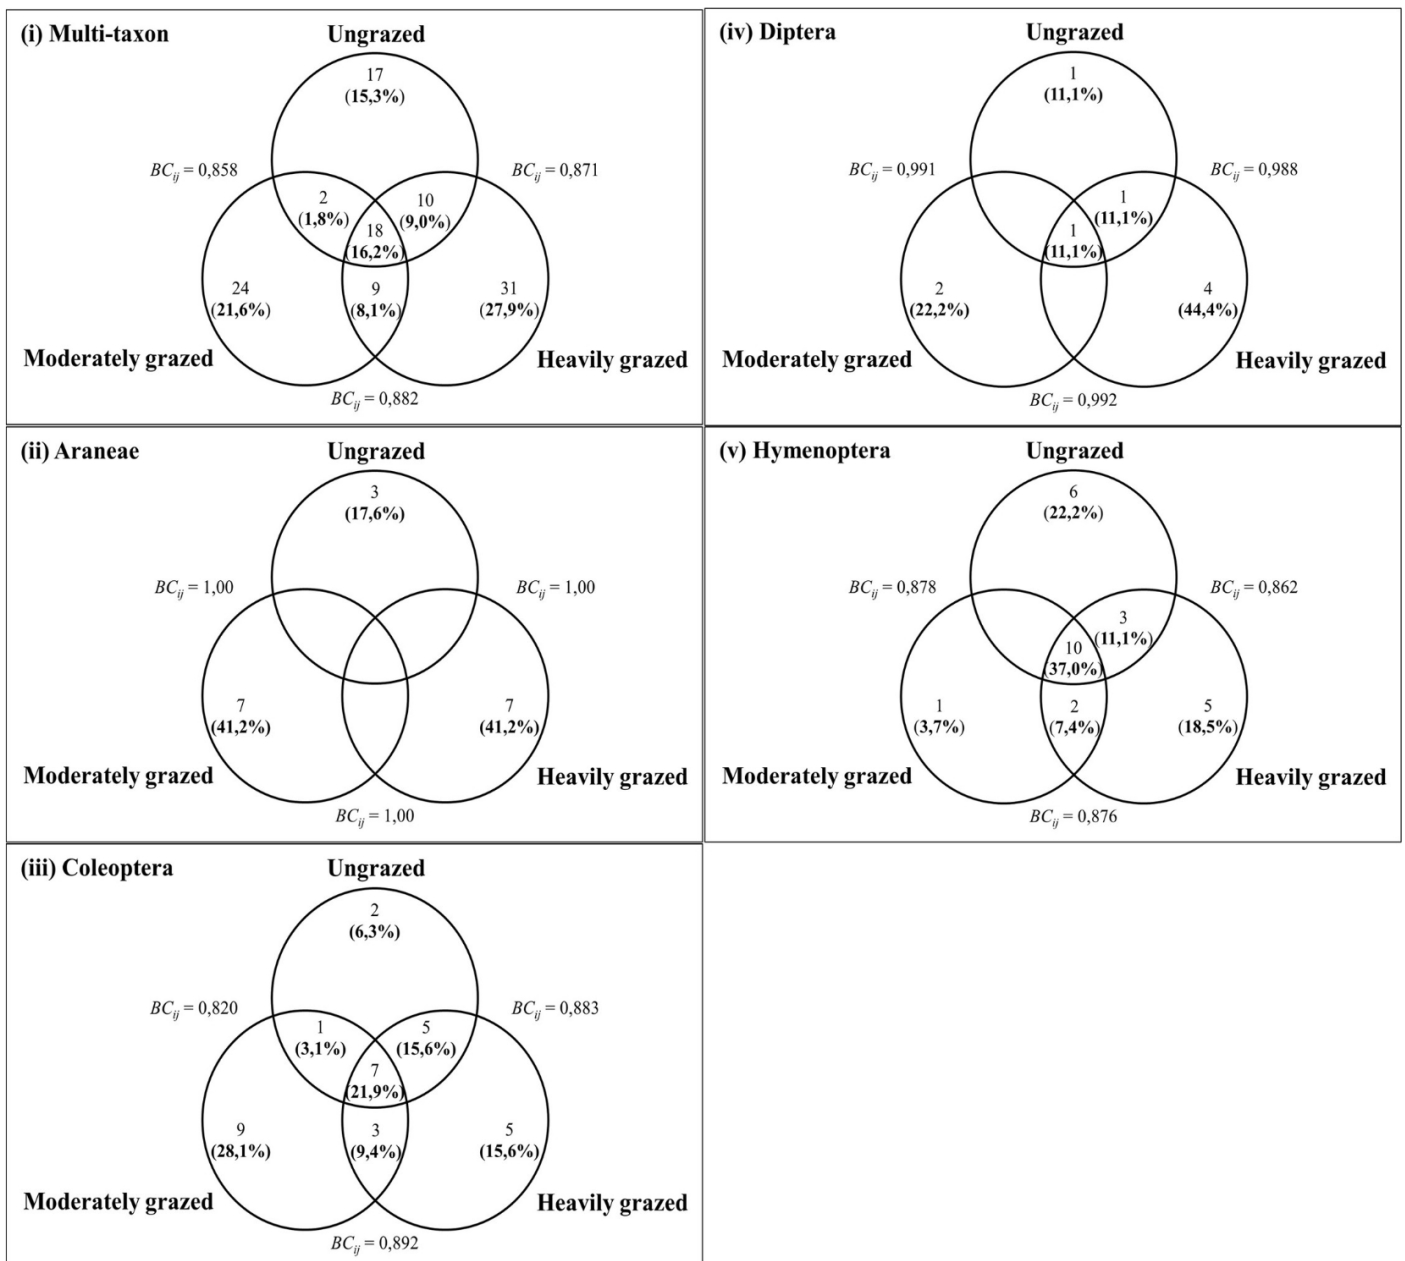 (i) Multi-taxon
Ungrazed
17
(15,3%)
BCij = 0,858
BCij = 0,871
2
(1,8%)
10
(9,0%)
18
(16,2%)
24
(21,6%)
9
(8,1%)
31
(27,9%)
Moderately grazed
Heavily grazed
BCij = 0,882
(ii) Araneae
Ungrazed
3
(17,6%)
BCij = 1,00
BCij = 1,00
7
(41,2%)
7
(41,2%)
Moderately grazed
Heavily grazed
BCij = 1,00
(iii) Coleoptera
Ungrazed
2
(6,3%)
BCij = 0,820
BCij = 0,883
1
(3,1%)
5
(15,6%)
7
(21,9%)
9
(28,1%)
3
(9,4%)
5
(15,6%)
Moderately grazed
Heavily grazed
BCij = 0,892
(iv) Diptera
Ungrazed
1
(11,1%)
BCij = 0,991
BCij = 0,988
1
(11,1%)
1
(11,1%)
2
(22,2%)
4
(44,4%)
Moderately grazed
Heavily grazed
BCij = 0,992
(v) Hymenoptera
Ungrazed
6
(22,2%)
BCij = 0,878
BCij = 0,862
3
(11,1%)
10
(37,0%)
1
(3,7%)
2
(7,4%)
5
(18,5%)
Moderately grazed
Heavily grazed
BCij = 0,876